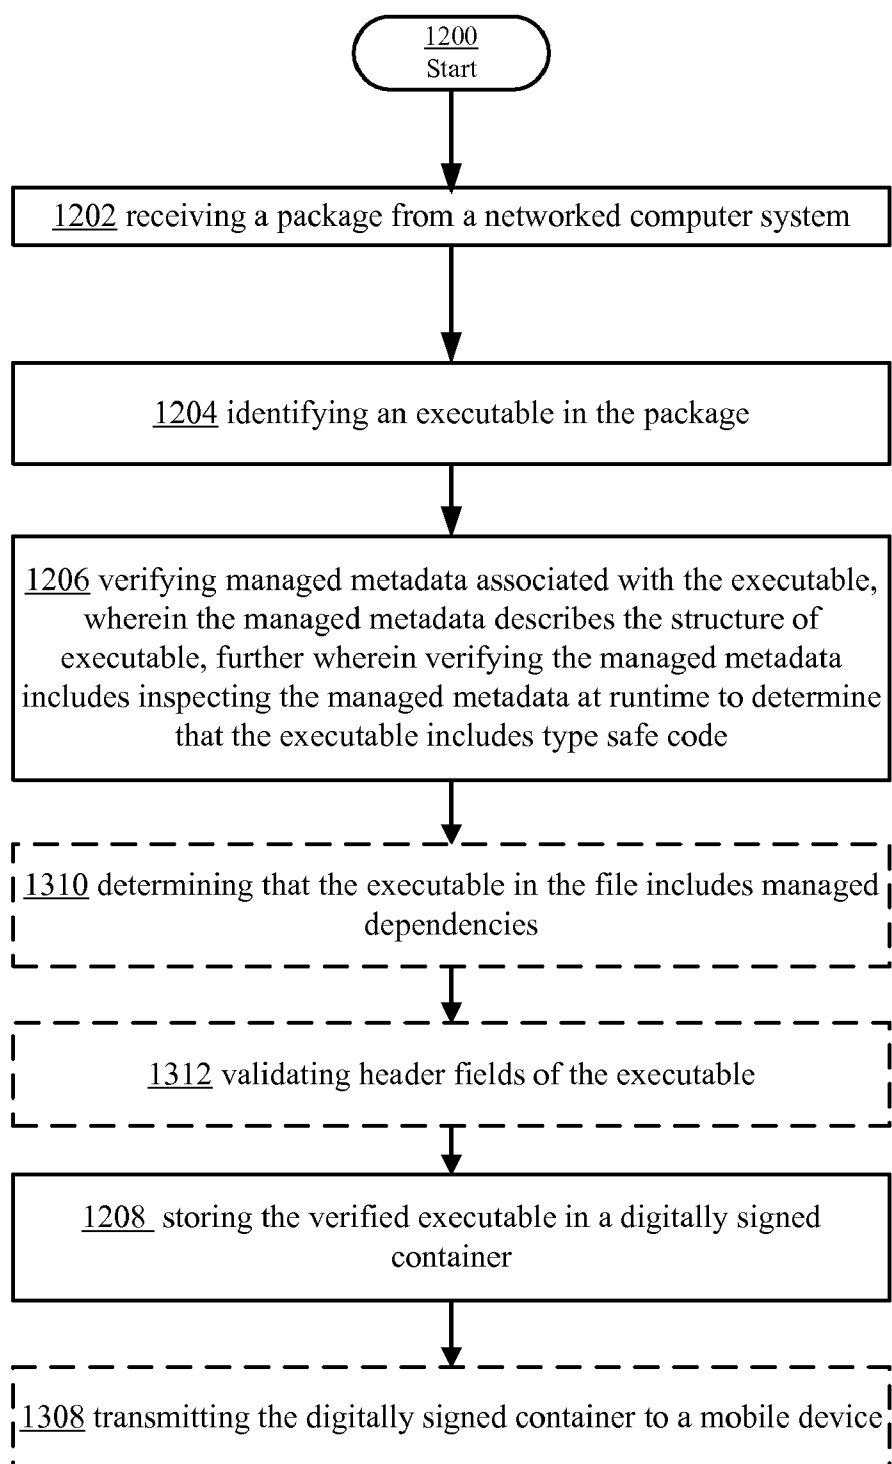 1200
Start
1202 receiving a package from a networked computer system
1204 identifying an executable in the package
1206 verifying managed metadata associated with the executable,
wherein the managed metadata describes the structure of
executable, further wherein verifying the managed metadata
includes inspecting the managed metadata at runtime to determine
that the executable includes type safe code
1310 determining that the executable in the file includes managed
dependencies
1312 validating header fields of the executable
1208 storing the verified executable in a digitally signed
container
1308 transmitting the digitally signed container to a mobile device